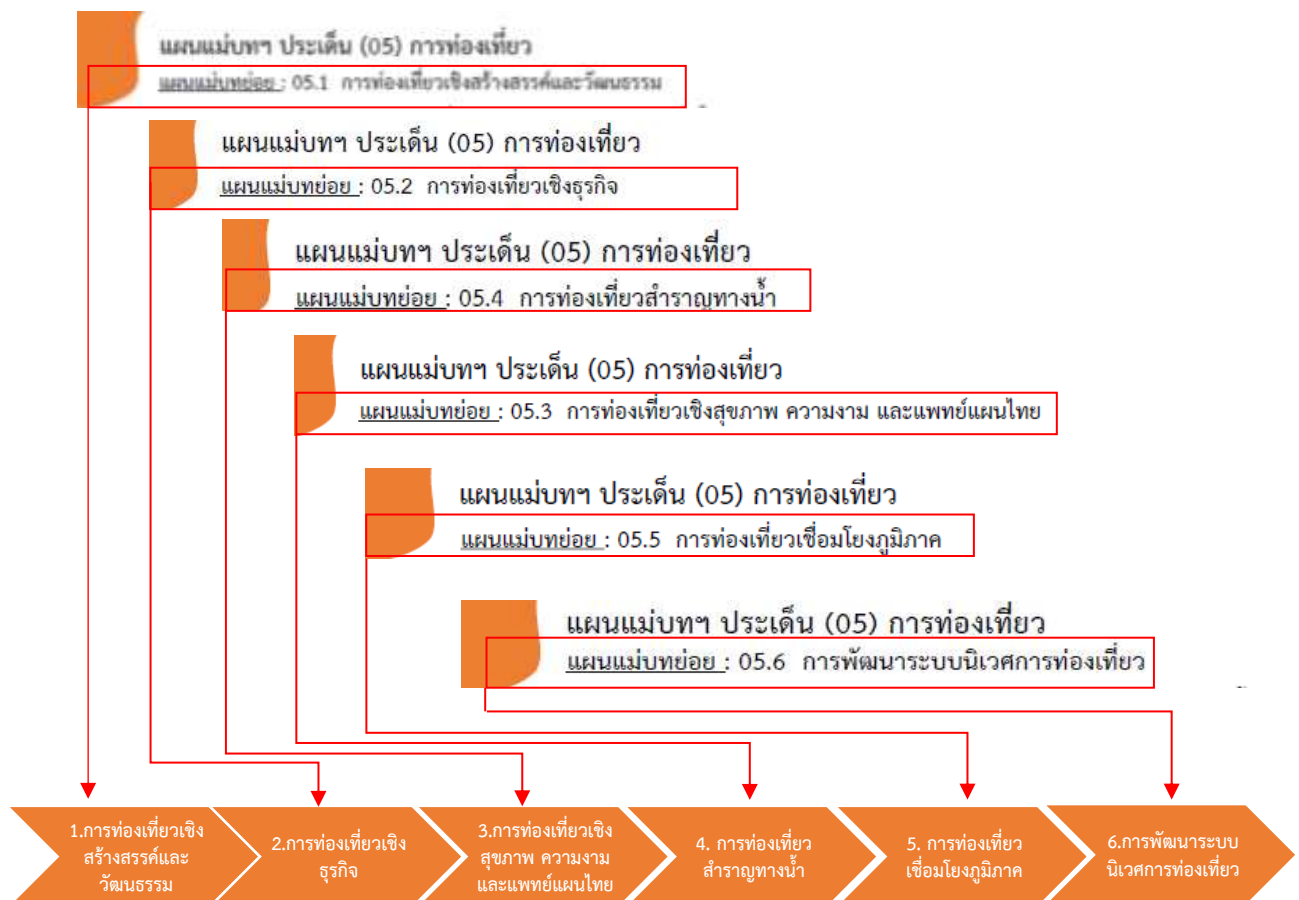 แผนแม่บทฯ ประเด็น (05) การท่องเที่ยว
แผนแม่บทย่อย : 05.1 การท่องเที่ยวเชิงสร้างสรรค์และวัฒนธรรม
แผนแม่บทฯ ประเด็น (05) การท่องเที่ยว
แผนแม่บทย่อย : 05.2 การท่องเที่ยวเชิงธุรกิจ
แผนแม่บทฯ ประเด็น (05) การท่องเที่ยว
แผนแม่บทย่อย : 05.4 การท่องเที่ยวสำราญทางน้ำ
แผนแม่บทฯ ประเด็น (05) การท่องเที่ยว
แผนแม่บทย่อย : 05.3 การท่องเที่ยวเชิงสุขภาพ ความงาม และแพทย์แผนไทย
แผนแม่บทฯ ประเด็น (05) การท่องเที่ยว
แผนแม่บทย่อย : 05.5 การท่องเที่ยวเชื่อมโยงภูมิภาค
แผนแม่บทฯ ประเด็น (05) การท่องเที่ยว
แผนแม่บทย่อย : 05.6 การพัฒนาระบบนิเวศการท่องเที่ยว
1.การท่องเที่ยวเชิง
สร้างสรรค์และ
วัฒนธรรม
2.การท่องเที่ยวเชิง
ธุรกิจ
3.การท่องเที่ยวเชิง
สุขภาพ ความงาม
และแพทย์แผนไทย
4. การท่องเที่ยว
สำราญทางน้ำ
5. การท่องเที่ยว
เชื่อมโยงภูมิภาค
6.การพัฒนาระบบ
นิเวศการท่องเที่ยว